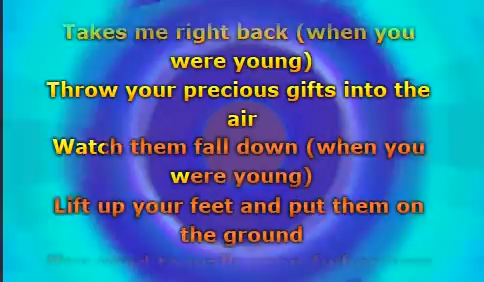 Takes me right back (when you
were young)
Throw your precious gifts into the
air
Watch them fall down (when you
were young)
Lift up your feet and put them on
the ground